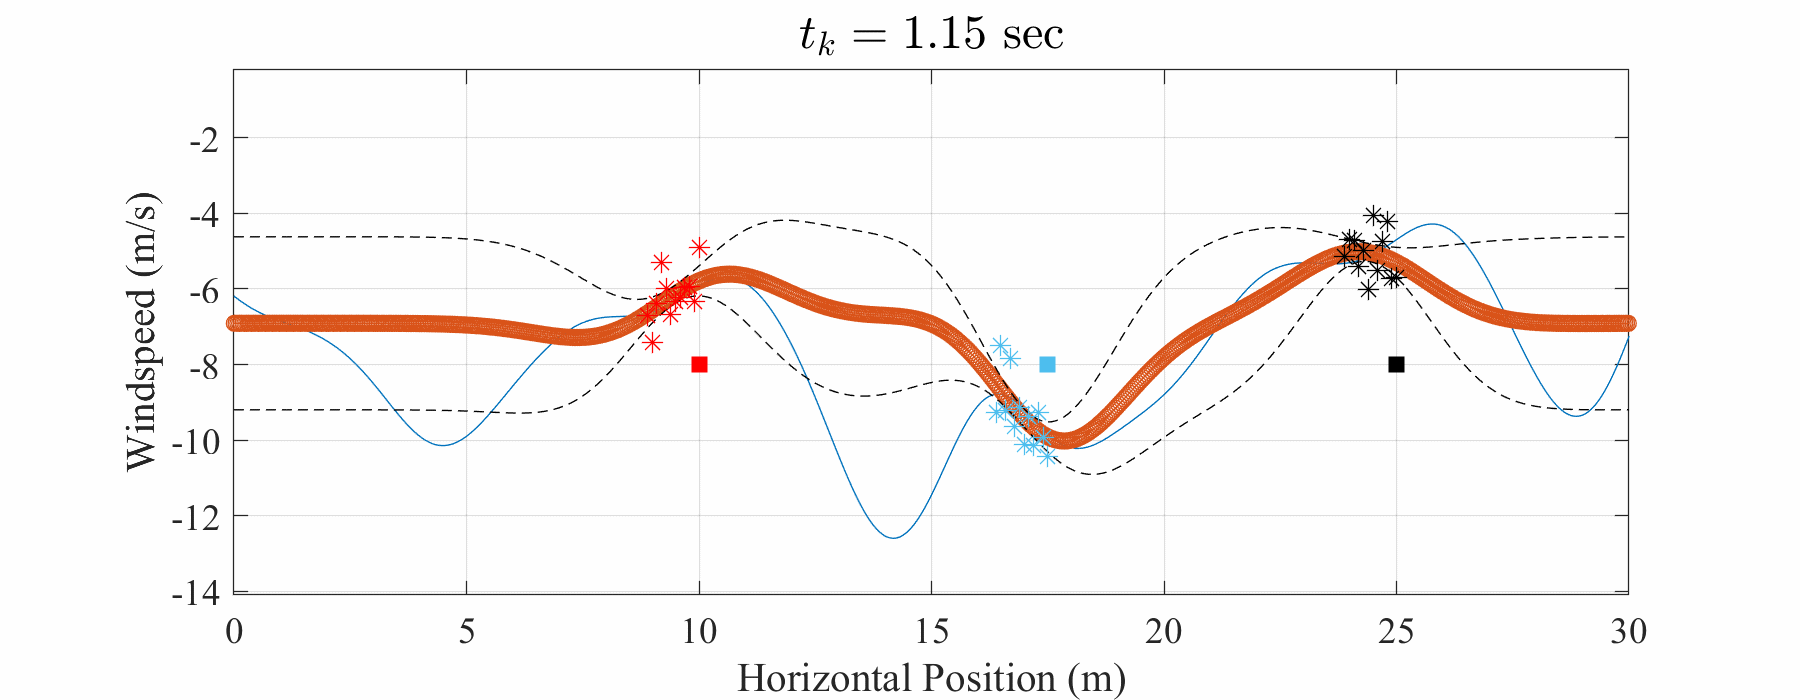 t_k = 1.15 sec
-2
-4
-6
-8
-10
-12
-14
Windspeed (m/s)
0 5 10 15 20 25 30
Horizontal Position (m)